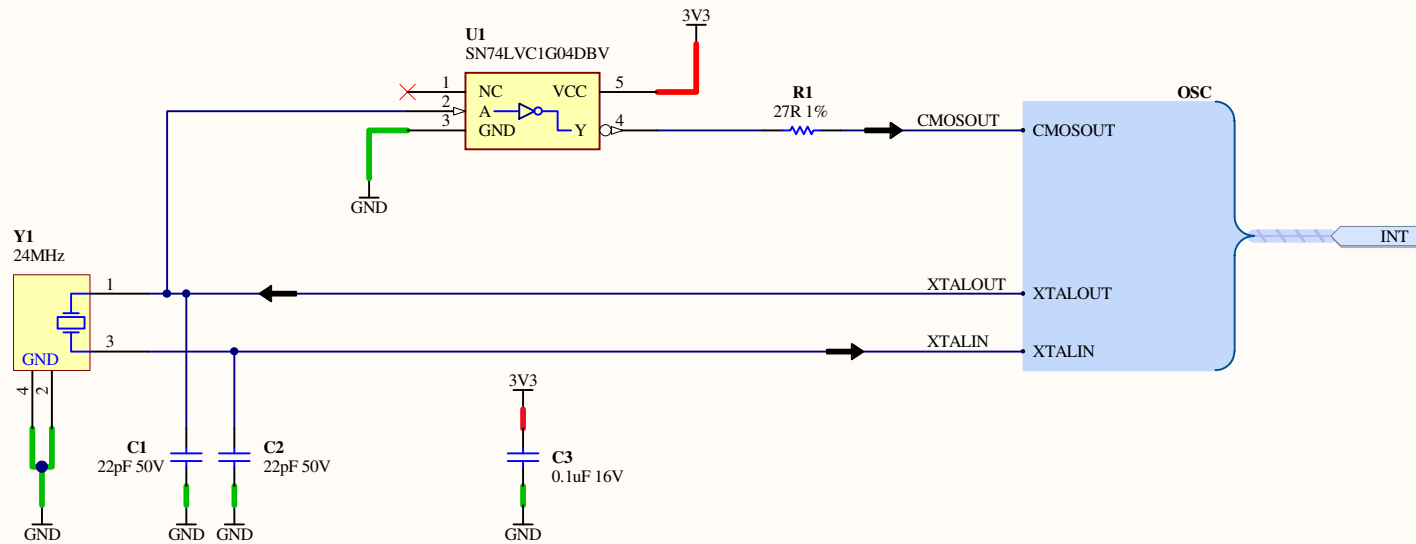 3V3
U1
SN74LVC1G04DBV
1 NC VCC 5
2 A
3 GND Y 4
R1
27R 1%
OSC
CMOSOUT CMOSOUT
GND
Y1
24MHz
INT
1 XTALOUT XTALOUT
3 XTALIN XTALIN
GND
4 2
3V3
C1
22pF 50V
C2
22pF 50V
C3
0.1uF 16V
GND GND GND GND